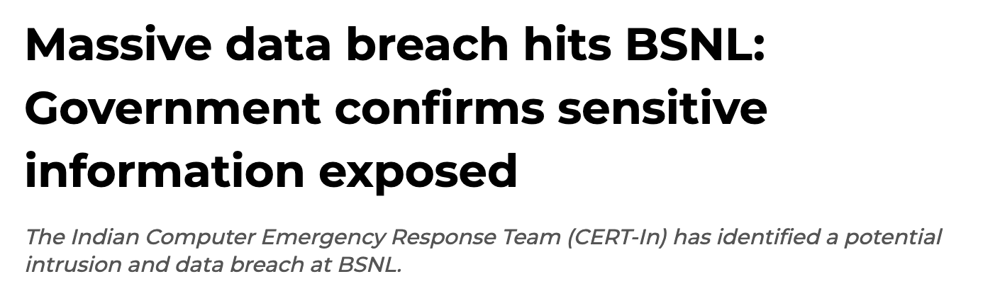 Massive data breach hits BSNL:
Government confirms sensitive
information exposed
The Indian Computer Emergency Response Team (CERT-In) has identified a potential
intrusion and data breach at BSNL.